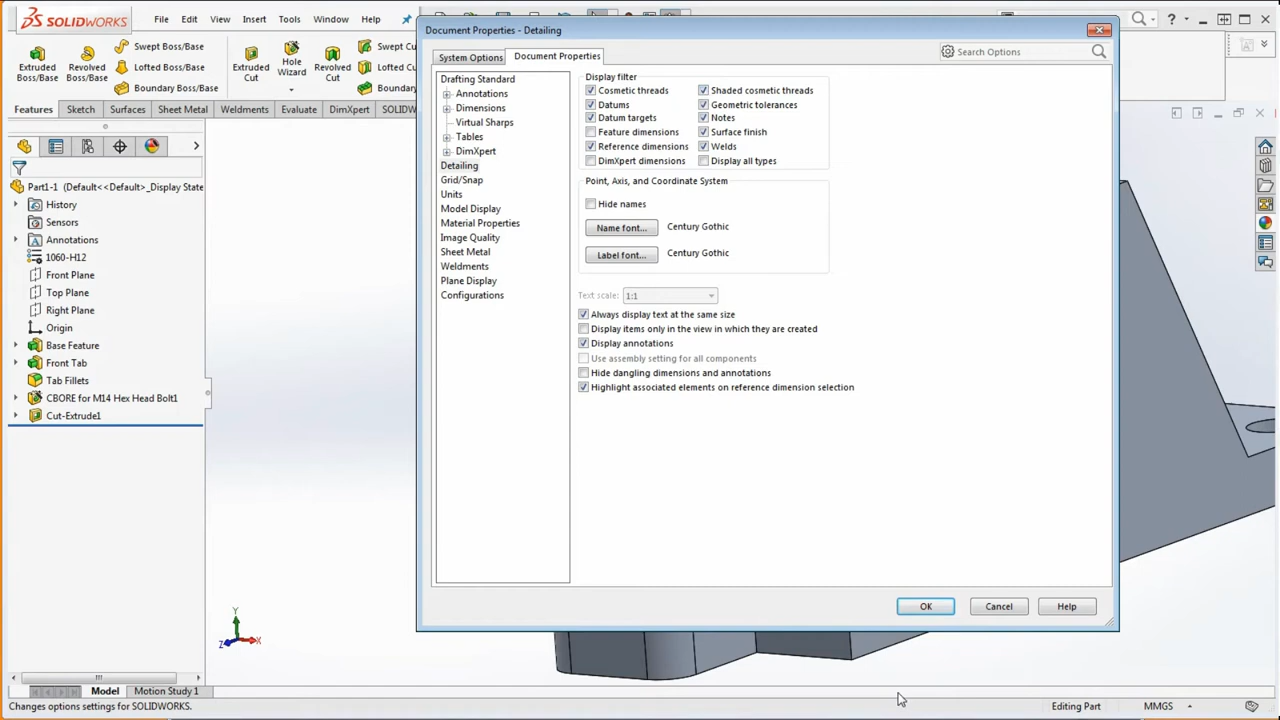 SOLIDWORKS
File Edit View Insert Tools Window Help
Document Properties - Detailing
Extruded Boss/Base
Revolved Boss/Base
Swept Boss/Base
Lofted Boss/Base
Boundary Boss/Base
Extruded Cut
Hole Wizard
Revolved Cut
Swept Cu
Lofted Cu
Boundary
Features Sketch Surfaces Sheet Metal Weldments Evaluate DimXpert SOLIDW
Part1-1 (Default<<Default>_Display State
History
Sensors
Annotations
1060-H12
Front Plane
Top Plane
Right Plane
Origin
Base Feature
Front Tab
Tab Fillets
CBORE for M14 Hex Head Bolt1
Cut-Extrude1
System Options Document Properties
Search Options
Drafting Standard
Annotations
Dimensions
Virtual Sharps
Tables
DimXpert
Detailing
Grid/Snap
Units
Model Display
Material Properties
Image Quality
Sheet Metal
Weldments
Plane Display
Configurations
Display filter
Cosmetic threads Shaded cosmetic threads
Datums Geometric tolerances
Datum targets Notes
Feature dimensions Surface finish
Reference dimensions Welds
DimXpert dimensions Display all types
Point, Axis, and Coordinate System
Hide names
Name font... Century Gothic
Label font... Century Gothic
Text scale: 1:1
Always display text at the same size
Display items only in the view in which they are created
Display annotations
Use assembly setting for all components
Hide dangling dimensions and annotations
Highlight associated elements on reference dimension selection
OK Cancel Help
Y
Z X
Model Motion Study 1
Changes options settings for SOLIDWORKS. Editing Part MMGS